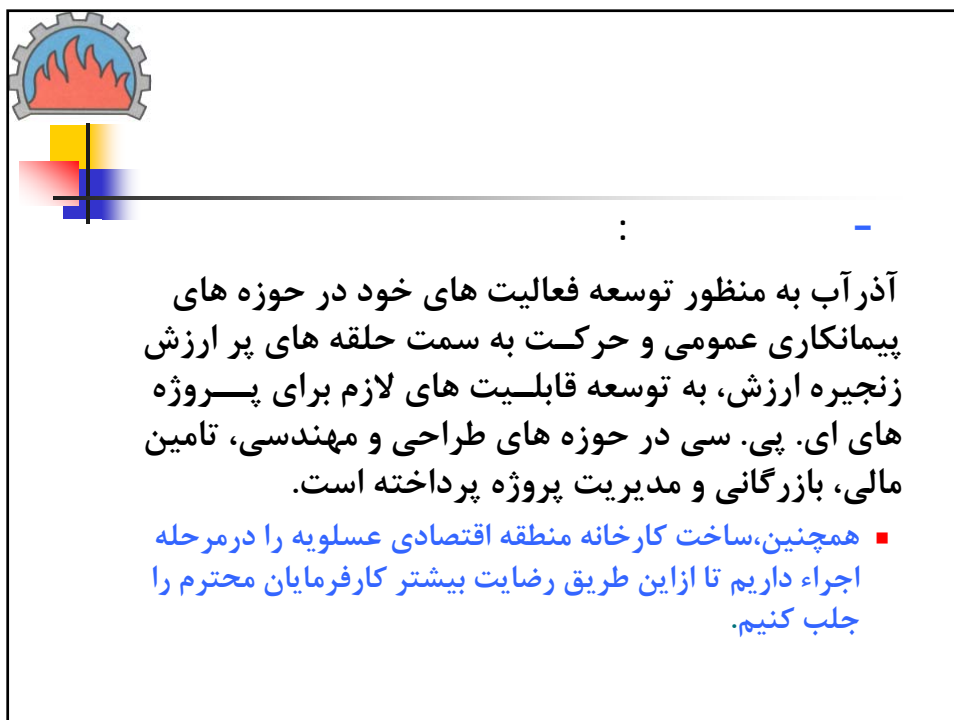 - :
آذرآب به منظور توسعه فعالیت های خود در حوزه های
پیمانکاری عمومی و حرکــت به سمت حلقه های پر ارزش
زنجیره ارزش، به توسعه قابلــیت های لازم برای پــــروژه
های ای. پی. سی در حوزه های طراحی و مهندسی، تامین
مالی، بازرگانی و مدیریت پروژه پرداخته است.
■ همچنین،ساخت کارخانه منطقه اقتصادی عسلویه را درمرحله
اجراء داریم تا ازاین طریق رضایت بیشتر کارفرمایان محترم را
جلب کنیم.